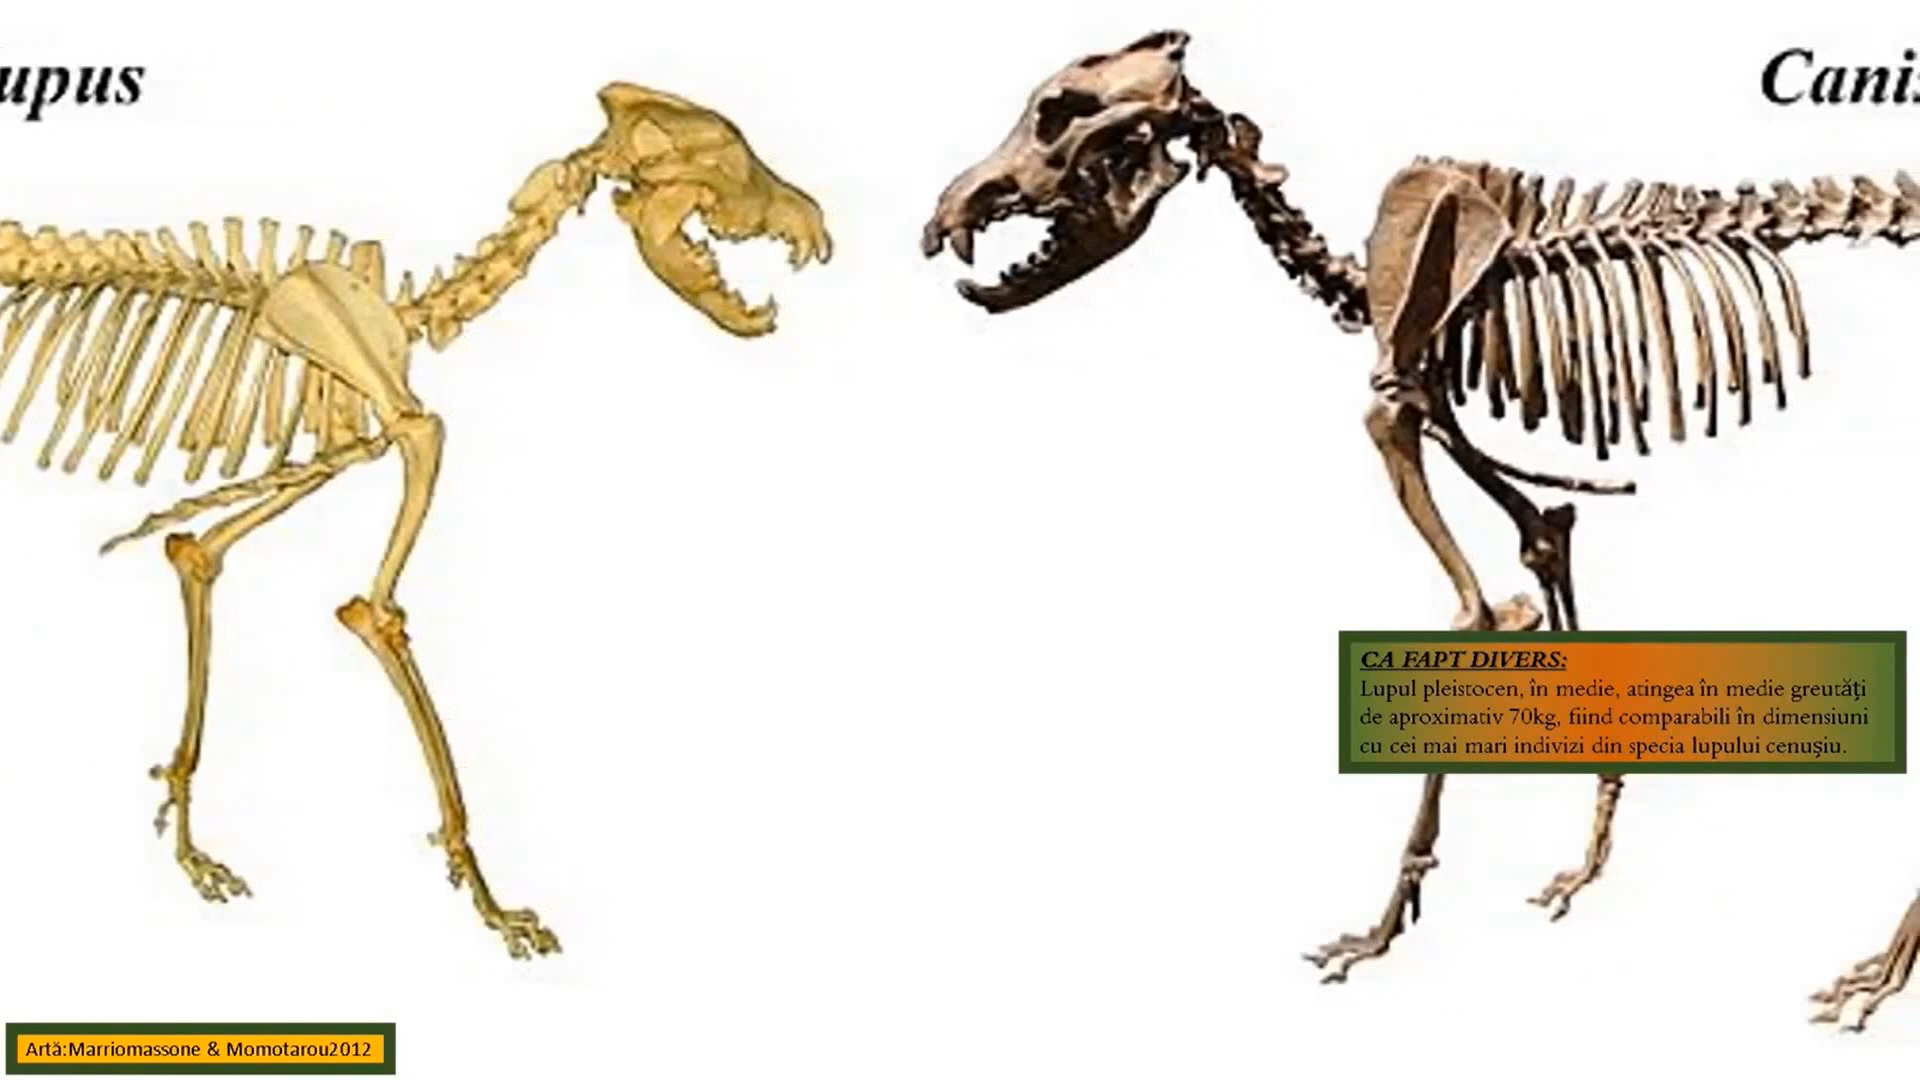 upus
Canis
CA FAPT DIVERS:
Lupul pleistocen, în medie, atingea în medie greutăți
de aproximativ 70kg, fiind comparabili în dimensiuni
cu cei mai mari indivizi din specia lupului cenușiu.
Artă:Marriomassone & Momotarou2012